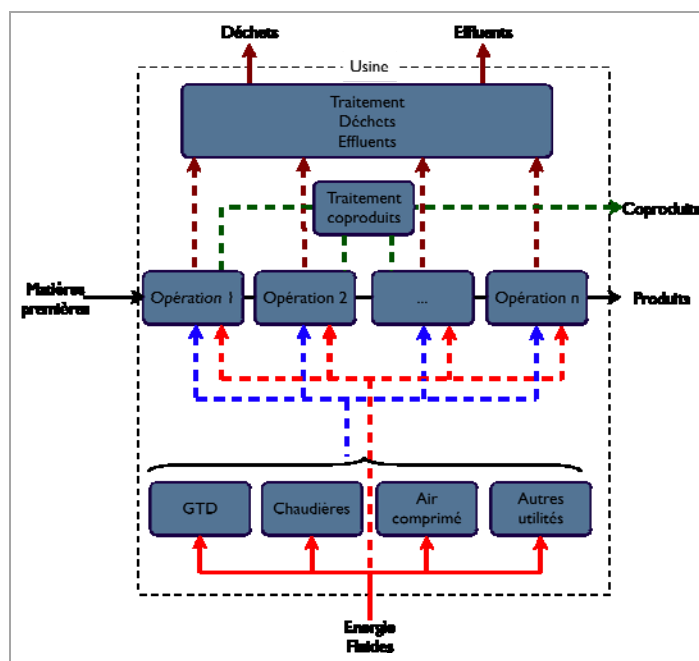 Déchets
Effluents
Usine
Traitement
Déchets
Effluents
Traitement
coproduits
Coproduits
Matières
premières
Opération 1
Opération 2
...
Opération n
Produits
GTD
Chaudières
Air
comprimé
Autres
utilités
Energie
Fluides